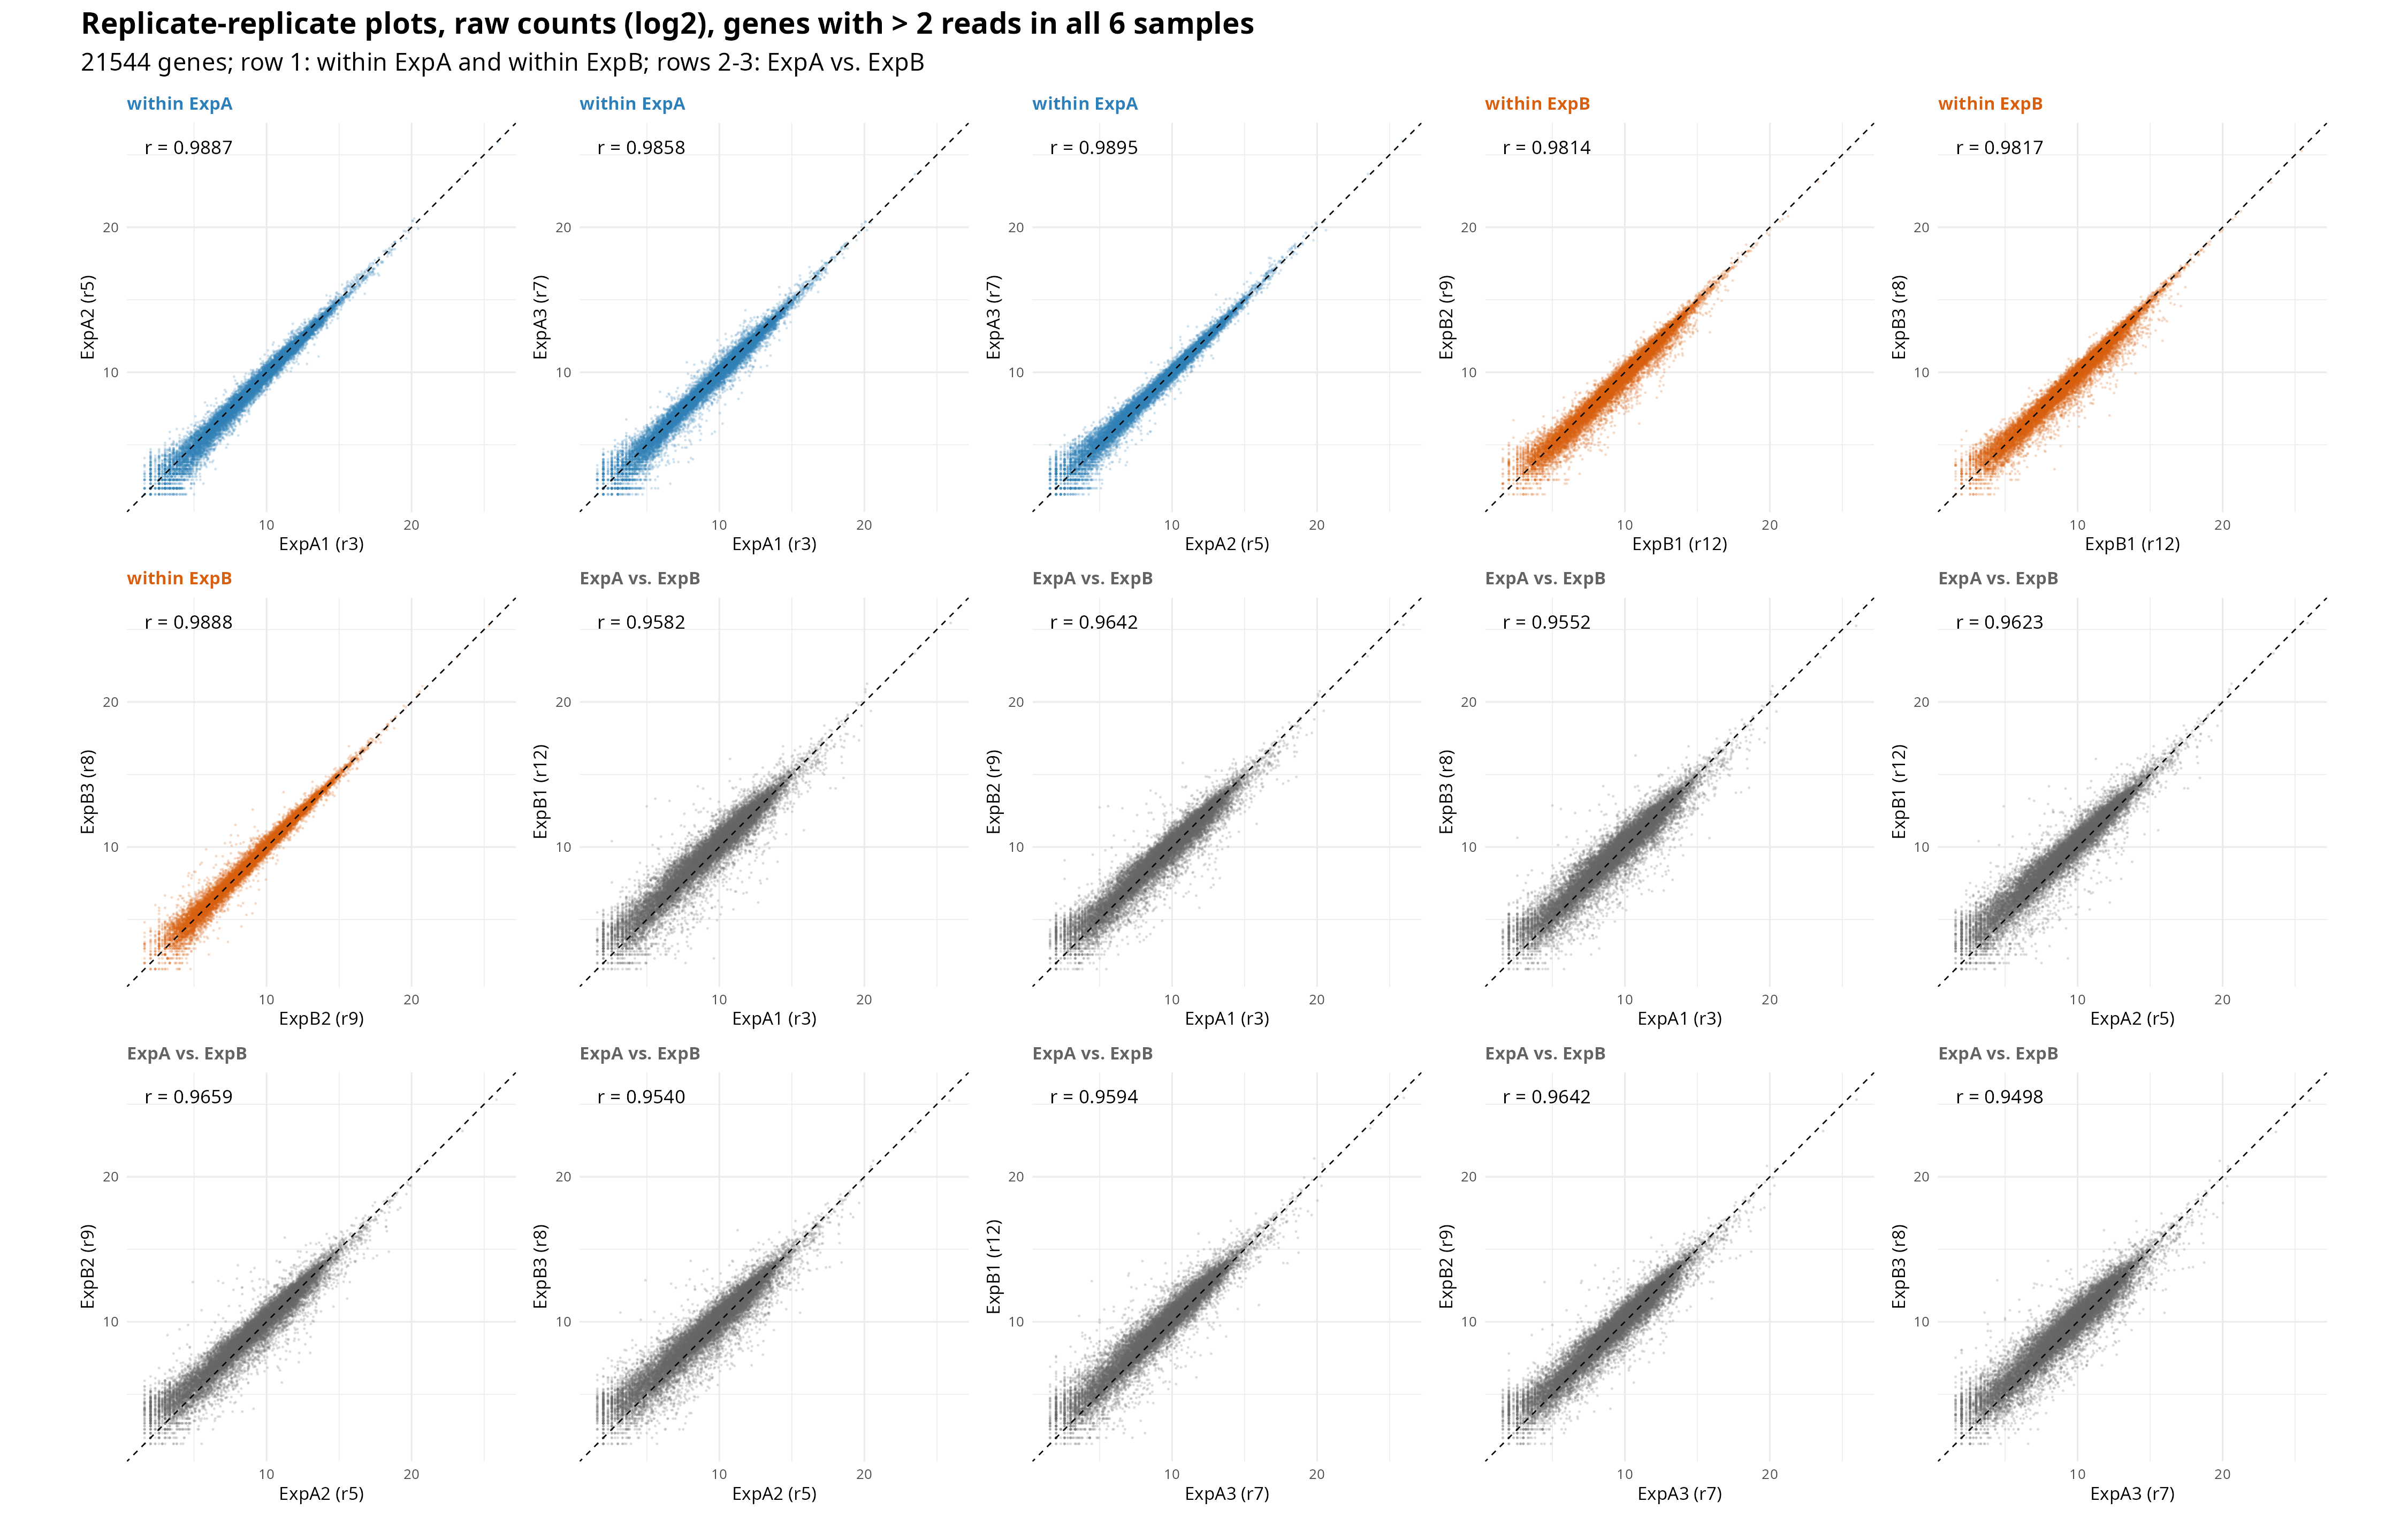 Replicate-replicate plots, raw counts (log2), genes with > 2 reads in all 6 samples
21544 genes; row 1: within ExpA and within ExpB; rows 2-3: ExpA vs. ExpB
within ExpA
r = 0.9887
20
10
ExpA2 (r5)
10 20
ExpA1 (r3)
within ExpA
r = 0.9858
20
10
ExpA3 (r7)
10 20
ExpA1 (r3)
within ExpA
r = 0.9895
20
10
ExpA3 (r7)
10 20
ExpA2 (r5)
within ExpB
r = 0.9814
20
10
ExpB2 (r9)
10 20
ExpB1 (r12)
within ExpB
r = 0.9817
20
10
ExpB3 (r8)
10 20
ExpB1 (r12)
within ExpB
r = 0.9888
20
10
ExpB3 (r8)
10 20
ExpB2 (r9)
ExpA vs. ExpB
r = 0.9582
20
10
ExpB1 (r12)
10 20
ExpA1 (r3)
ExpA vs. ExpB
r = 0.9642
20
10
ExpB2 (r9)
10 20
ExpA1 (r3)
ExpA vs. ExpB
r = 0.9552
20
10
ExpB3 (r8)
10 20
ExpA1 (r3)
ExpA vs. ExpB
r = 0.9623
20
10
ExpB1 (r12)
10 20
ExpA2 (r5)
ExpA vs. ExpB
r = 0.9659
20
10
ExpB2 (r9)
10 20
ExpA2 (r5)
ExpA vs. ExpB
r = 0.9540
20
10
ExpB3 (r8)
10 20
ExpA2 (r5)
ExpA vs. ExpB
r = 0.9594
20
10
ExpB1 (r12)
10 20
ExpA3 (r7)
ExpA vs. ExpB
r = 0.9642
20
10
ExpB2 (r9)
10 20
ExpA3 (r7)
ExpA vs. ExpB
r = 0.9498
20
10
ExpB3 (r8)
10 20
ExpA3 (r7)